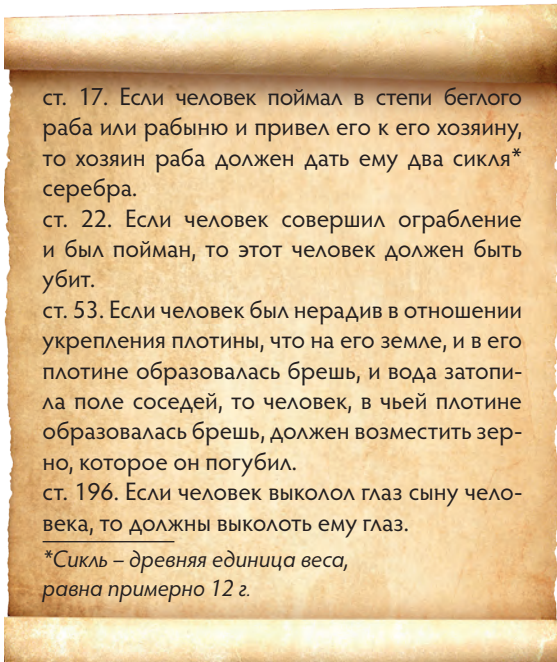 ст. 17. Если человек поймал в степи беглого
раба или рабыню и привел его к его хозяину,
то хозяин раба должен дать ему два сикля*
серебра.
ст. 22. Если человек совершил ограбление
и был пойман, то этот человек должен быть
убит.
ст. 53. Если человек был нерадив в отношении
укрепления плотины, что на его земле, и в его
плотине образовалась брешь, и вода затопи-
ла поле соседей, то человек, в чьей плотине
образовалась брешь, должен возместить зер-
но, которое он погубил.
ст. 196. Если человек выколол глаз сыну чело-
века, то должны выколоть ему глаз.
*Сикль – древняя единица веса,
равна примерно 12 г.